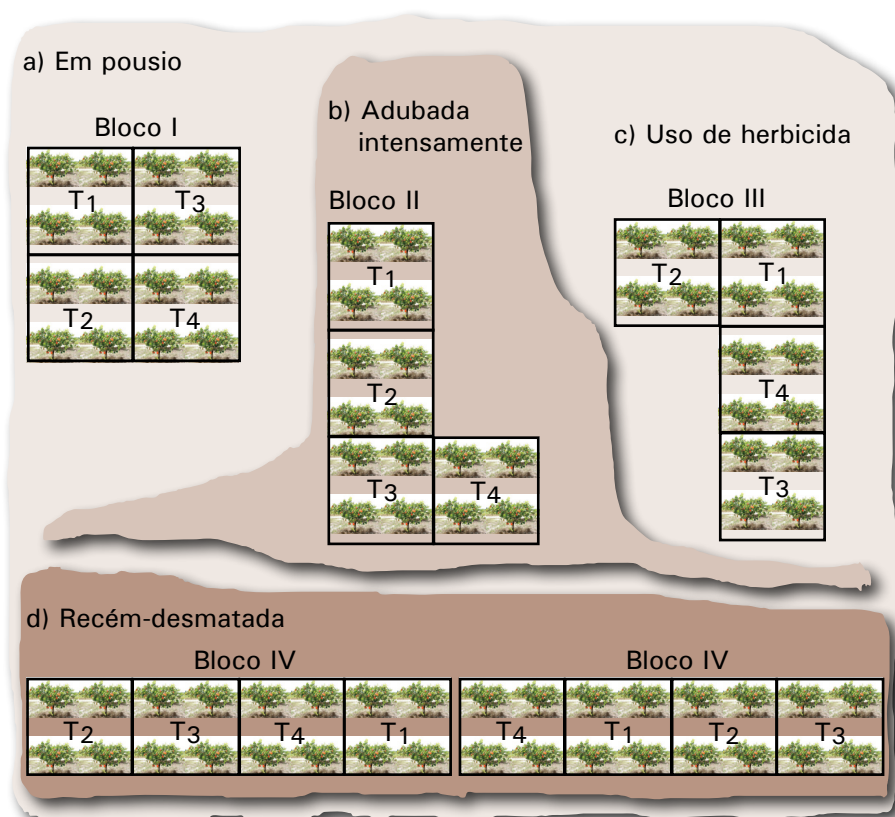 a) Em pousio
Bloco I
T1 T3
T2 T4
b) Adubada
intensamente
Bloco II
T1
T2
T3 T4
c) Uso de herbicida
Bloco III
T2 T1
T4
T3
d) Recém-desmatada
Bloco IV Bloco IV
T2 T3 T4 T1 T4 T1 T2 T3